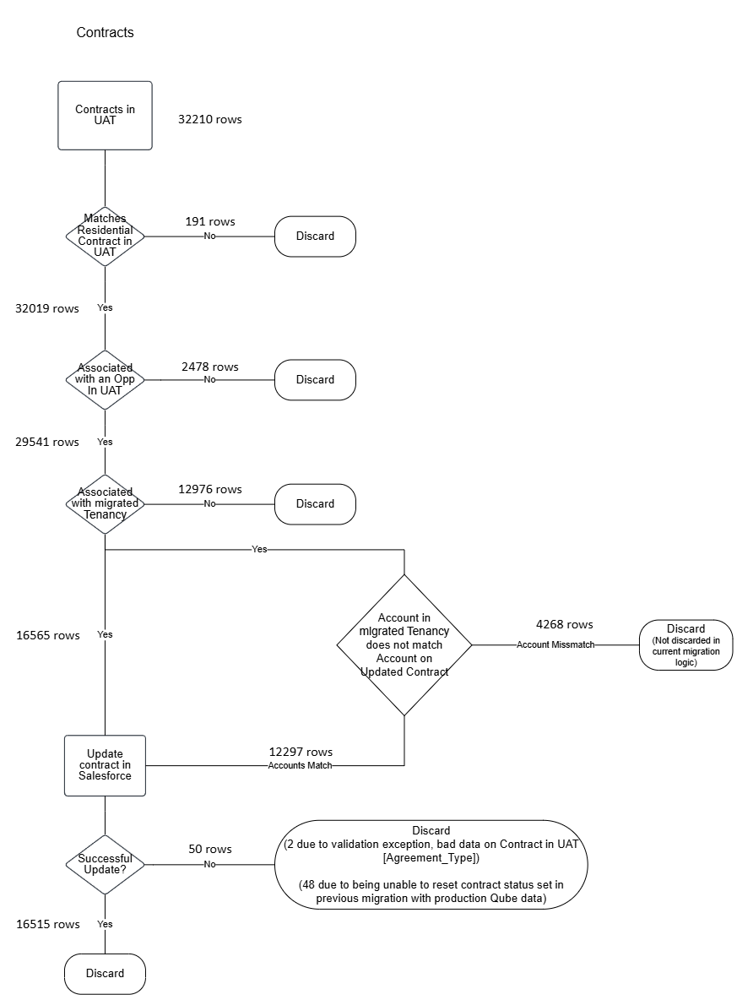 Contracts
Contracts in
UAT
32210 rows
Matches
Residential
Contract in
UAT
191 rows
No
Discard
32019 rows
Yes
Associated
with an Opp
In UAT
2478 rows
No
Discard
29541 rows
Yes
Associated
with migrated
Tenancy
12976 rows
No
Discard
Yes
Account in
mIgrated Tenancy
does not match
Account on
Updated Contract
4268 rows
Account Missmatch
Discard
(Not discarded in
current migration
logic)
16565 rows
Yes
Update
contract in
Salesforce
12297 rows
Accounts Match
Successful
Update?
50 rows
No
Discard
(2 due to validation exception, bad data on Contract in UAT
[Agreement_Type])
(48 due to being unable to reset contract status set in
previous migration with production Qube data)
16515 rows
Yes
Discard